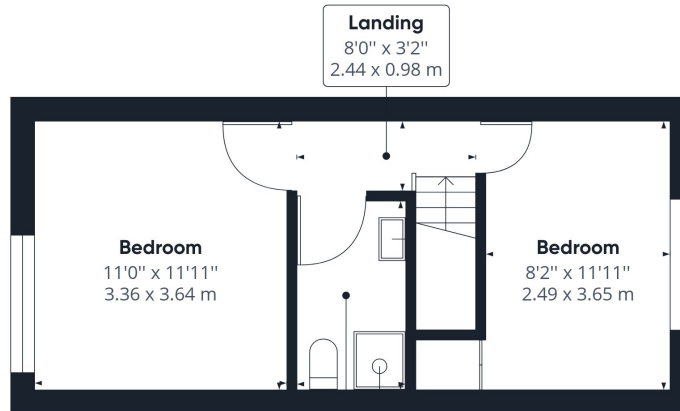 Landing
8'0" x 3'2"
2.44 x 0.98 m
Bedroom
11'0" x 11'11"
3.36 x 3.64 m
Bedroom
8'2" x 11'11"
2.49 x 3.65 m